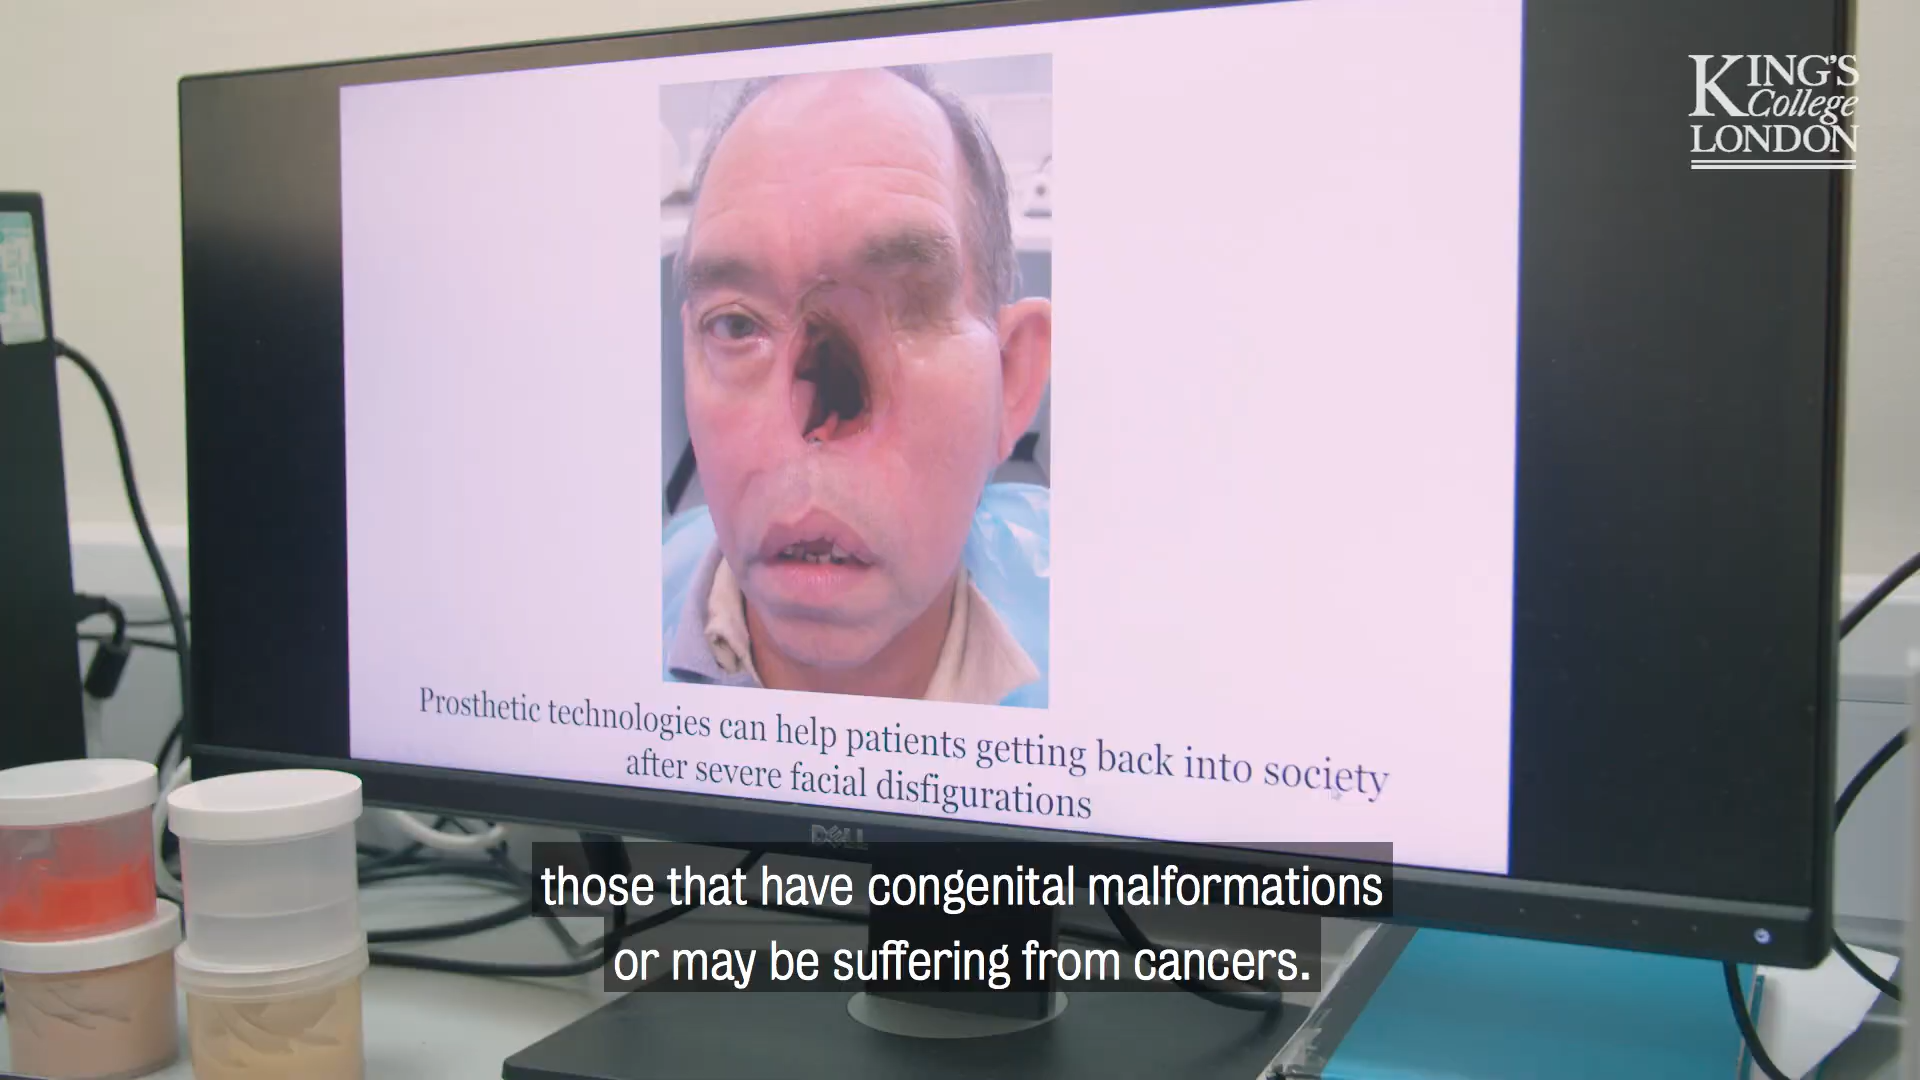 KING'S
College
LONDON
Prosthetic technologies can help patients getting back into society
after severe facial disfigurations
DELL
those that have congenital malformations
or may be suffering from cancers.